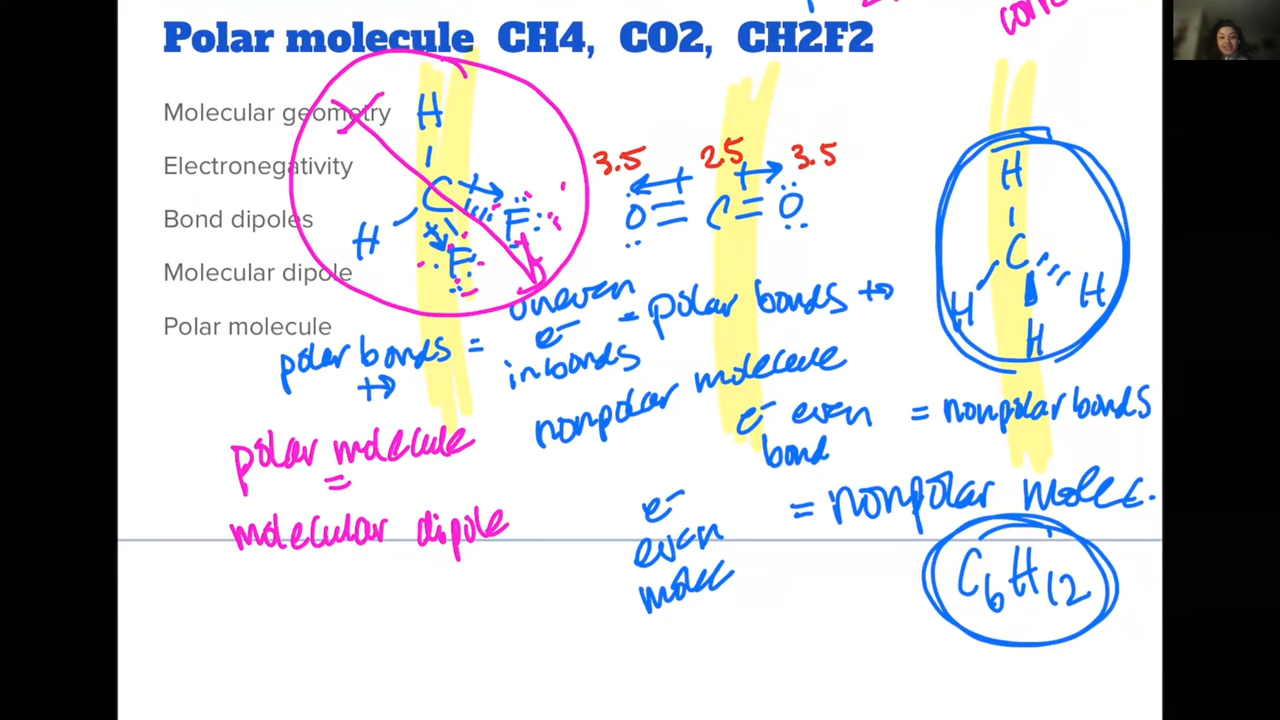 Polar molecule CH4, CO2, CH2F2
Molecular geometry
Electronegativity
Bond dipoles
Molecular dipole
Polar molecule
H
C
F
H
F
3.5 2.5 3.5
O = C = O
H
C
H
H
H
polar bonds = uneven
e-
in bonds
= polar bonds
nonpolar molecule
e- even
bond
= nonpolar bonds
polar molecule
=
molecular dipole
e-
even
molec
= nonpolar molec.
C6H12